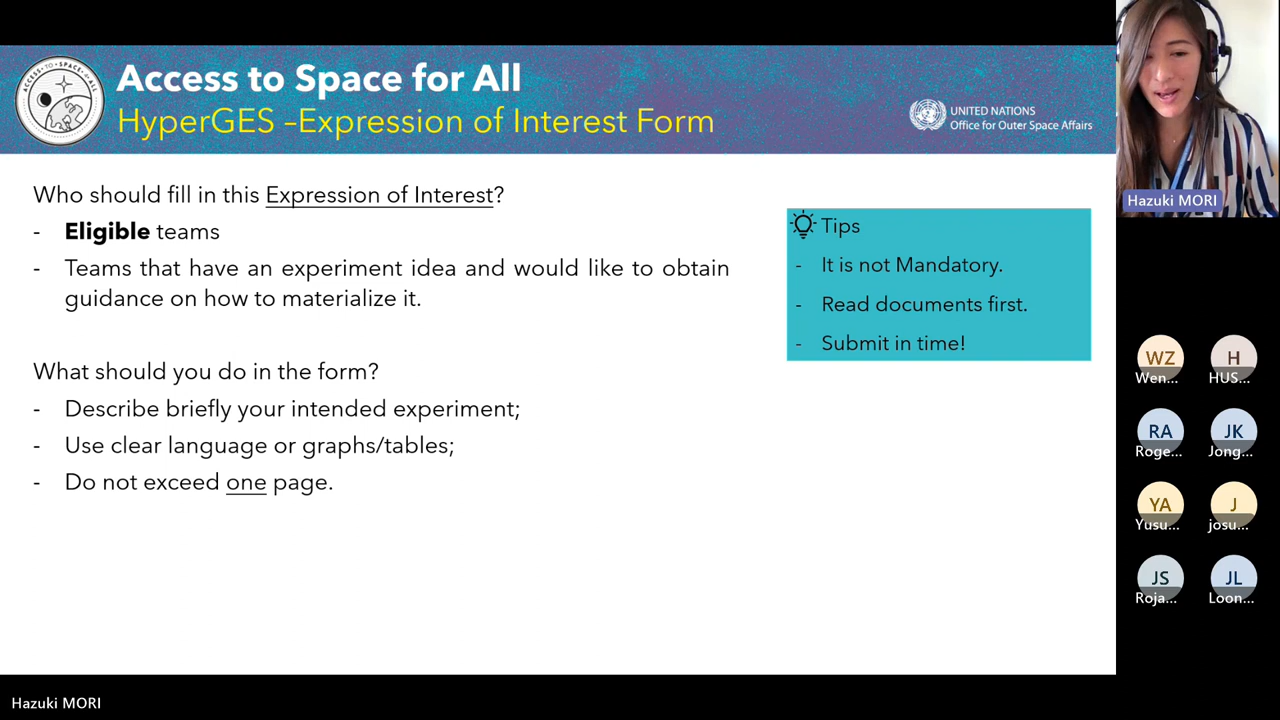 ACCESS TO SPACE 4 ALL
Access to Space for All
HyperGES –Expression of Interest Form
UNITED NATIONS
Office for Outer Space Affairs
Hazuki MORI
Who should fill in this Expression of Interest?
- Eligible teams
- Teams that have an experiment idea and would like to obtain
guidance on how to materialize it.
Tips
- It is not Mandatory.
- Read documents first.
- Submit in time!
What should you do in the form?
- Describe briefly your intended experiment;
- Use clear language or graphs/tables;
- Do not exceed one page.
WZ
Wen...
H
HUS...
RA
Roge...
JK
Jong...
YA
Yusu...
J
josu...
JS
Roja...
JL
Loon...
Hazuki MORI